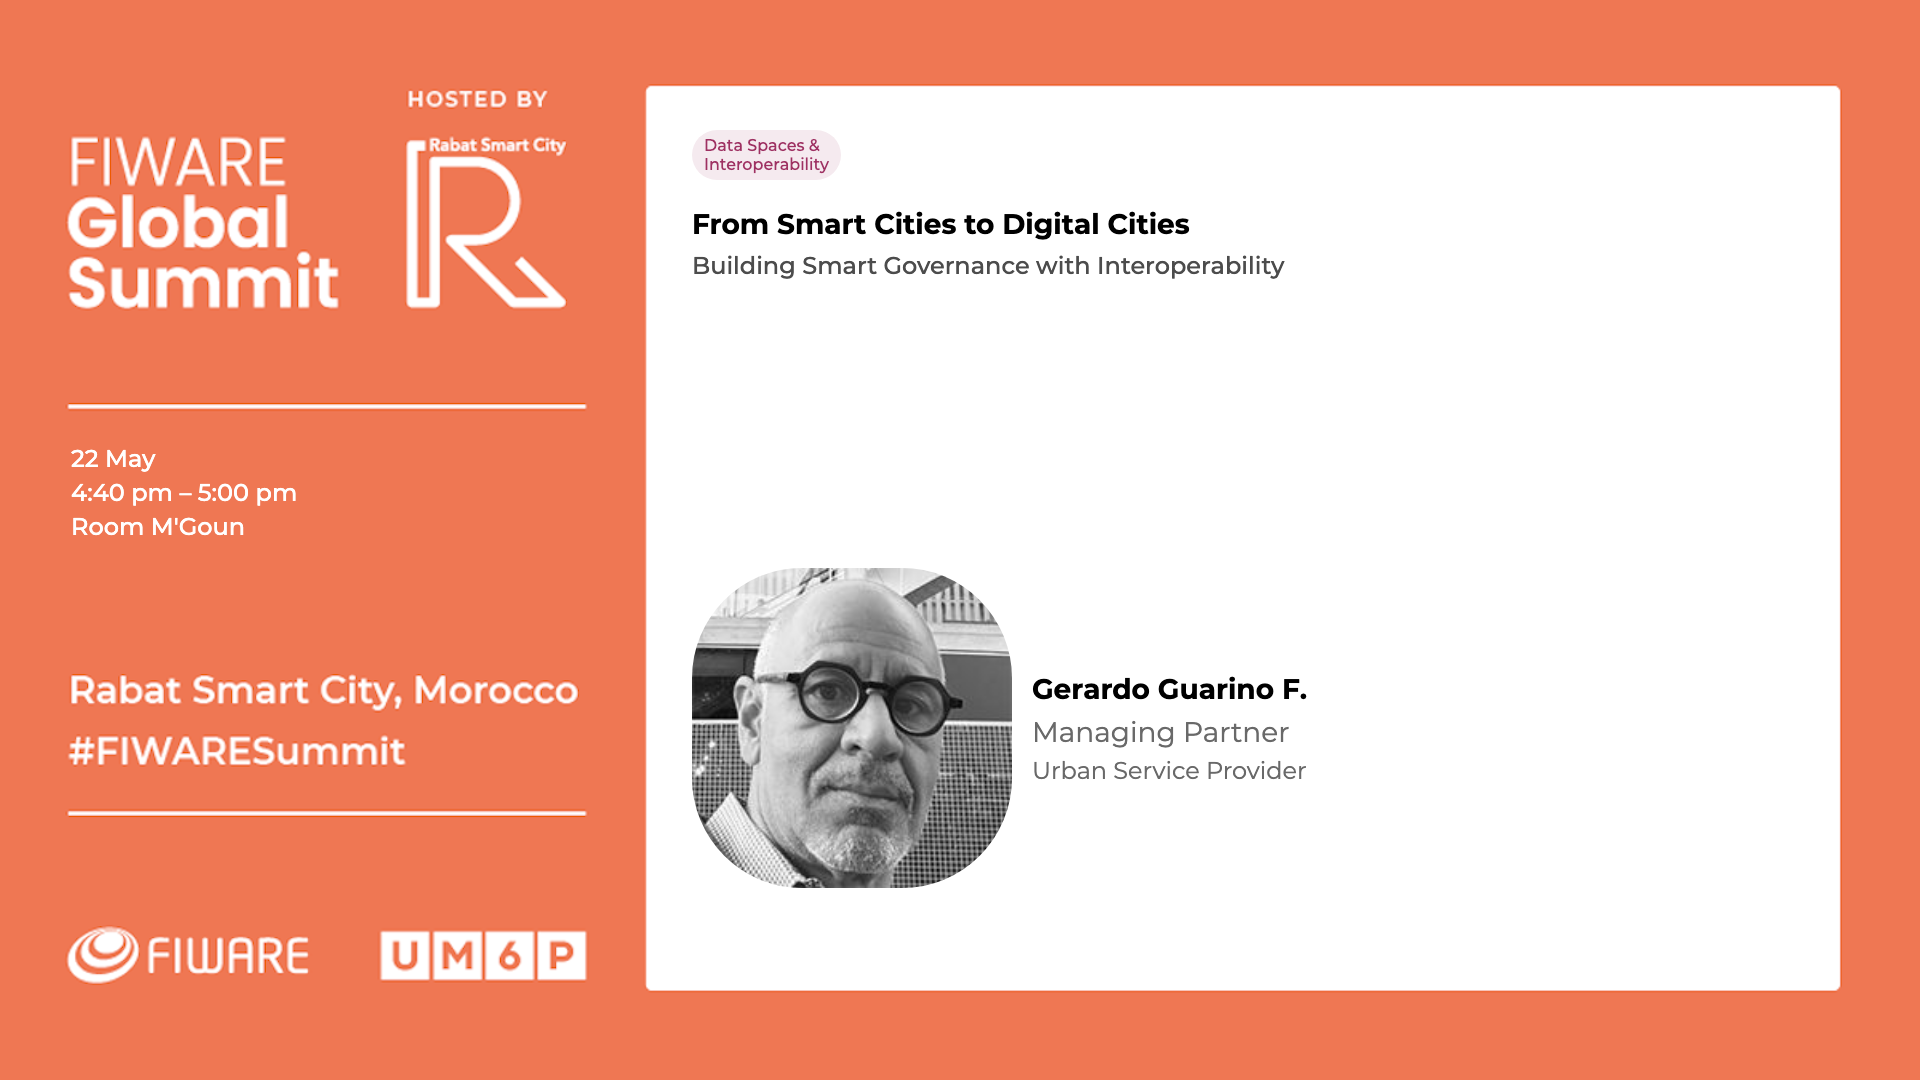 HOSTED BY
FIWARE
Global
Summit
Rabat Smart City
R
22 May
4:40 pm – 5:00 pm
Room M'Goun
Rabat Smart City, Morocco
#FIWARESummit
FIWARE
UM6P
Data Spaces &
Interoperability
From Smart Cities to Digital Cities
Building Smart Governance with Interoperability
Gerardo Guarino F.
Managing Partner
Urban Service Provider